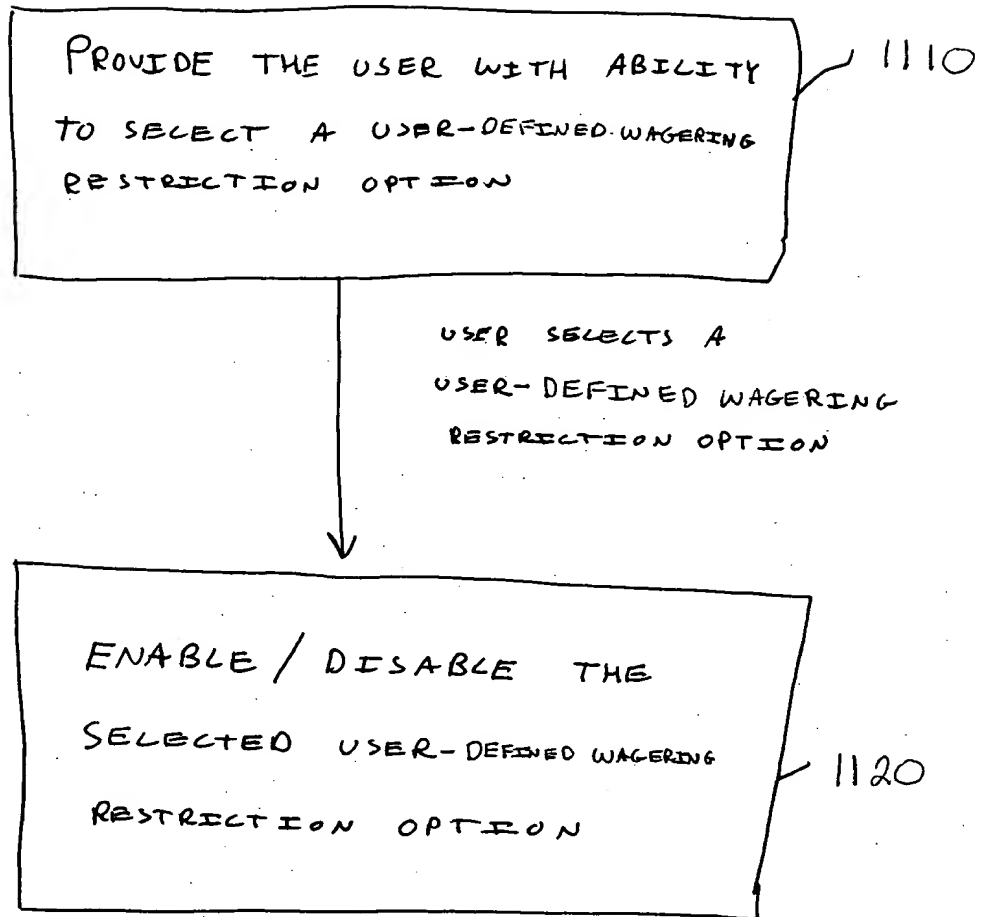 PROVIDE THE USER WITH ABILITY
TO SELECT A USER-DEFINED WAGERING
RESTRICTION OPTION
1110
USER SELECTS A
USER-DEFINED WAGERING
RESTRICTION OPTION
ENABLE / DISABLE THE
SELECTED USER-DEFINED WAGERING
RESTRICTION OPTION
1120